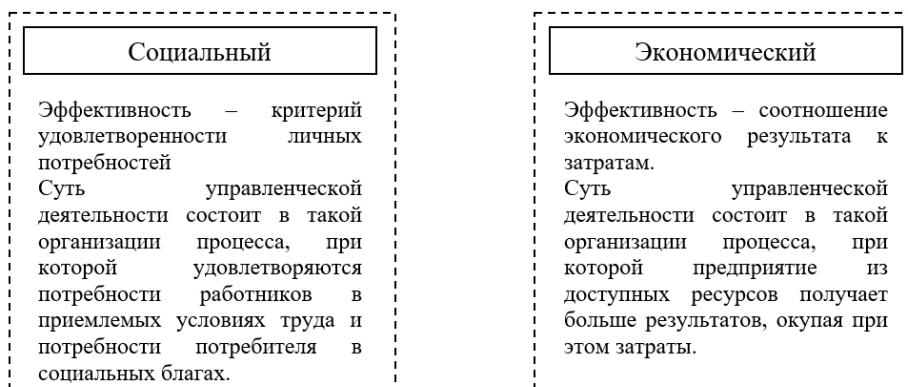 Социальный
Эффективность – критерий
удовлетворенности личных
потребностей
Суть управленческой
деятельности состоит в такой
организации процесса, при
которой удовлетворяются
потребности работников в
приемлемых условиях труда и
потребности потребителя в
социальных благах.
Экономический
Эффективность – соотношение
экономического результата к
затратам.
Суть управленческой
деятельности состоит в такой
организации процесса, при
которой предприятие из
доступных ресурсов получает
больше результатов, окупая при
этом затраты.